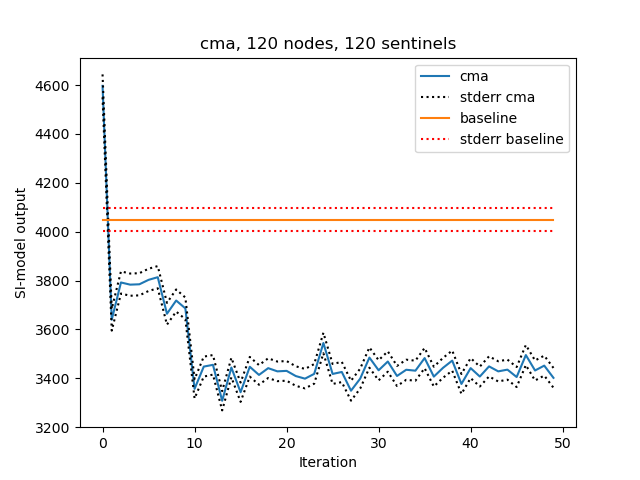 cma, 120 nodes, 120 sentinels
4600
4400
4200
4000
3800
3600
3400
3200
SI-model output
cma
stderr cma
baseline
stderr baseline
0 10 20 30 40 50
Iteration